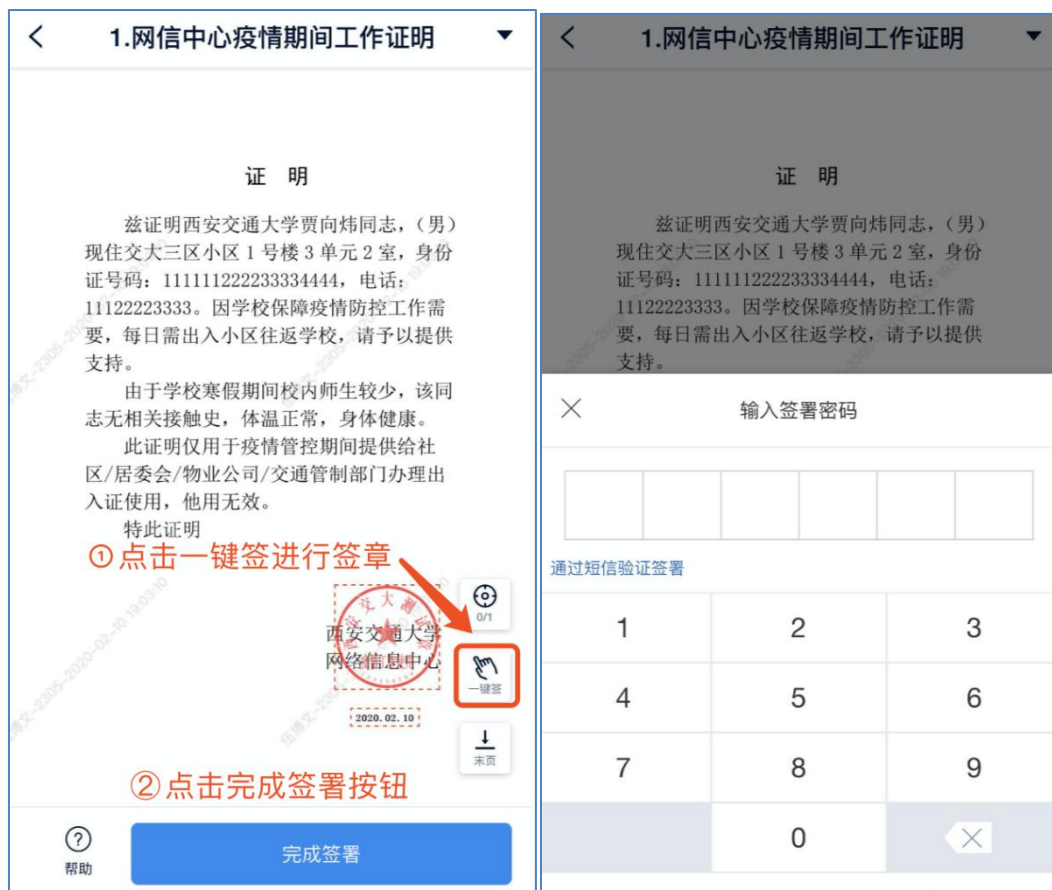 1.网信中心疫情期间工作证明
证 明
兹证明西安交通大学贾向炜同志，（男）
现住交大三区小区 1 号楼 3 单元 2 室，身份
证号码：111111222233334444，电话：
11122223333。因学校保障疫情防控工作需
要，每日需出入小区往返学校，请予以提供
支持。
由于学校寒假期间校内师生较少，该同
志无相关接触史，体温正常，身体健康。
此证明仅用于疫情管控期间提供给社
区/居委会/物业公司/交通管制部门办理出
入证使用，他用无效。
特此证明
①点击一键签进行签章
0/1
西安交通大学
网络信息中心
一键签
2020.02.10
末页
②点击完成签署按钮
帮助
完成签署
1.网信中心疫情期间工作证明
证 明
兹证明西安交通大学贾向炜同志，（男）
现住交大三区小区 1 号楼 3 单元 2 室，身份
证号码：111111222233334444，电话：
11122223333。因学校保障疫情防控工作需
要，每日需出入小区往返学校，请予以提供
支持。
输入签署密码
通过短信验证签署
1 2 3
4 5 6
7 8 9
0